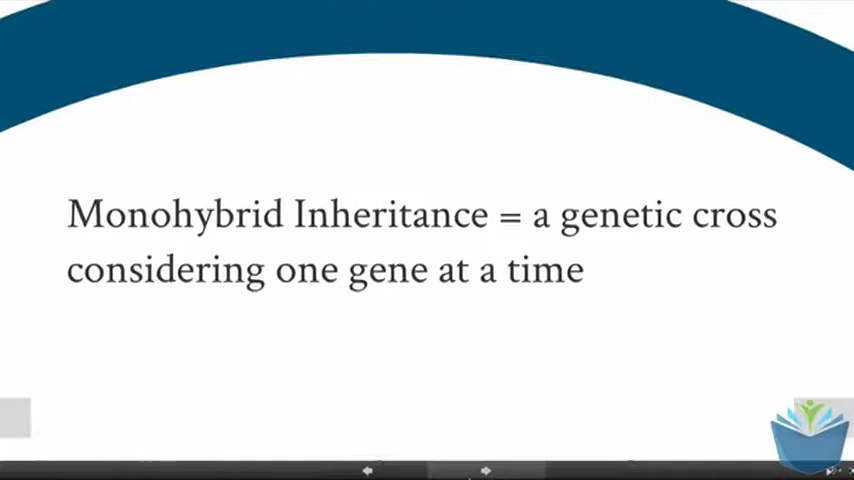 Monohybrid Inheritance = a genetic cross
considering one gene at a time